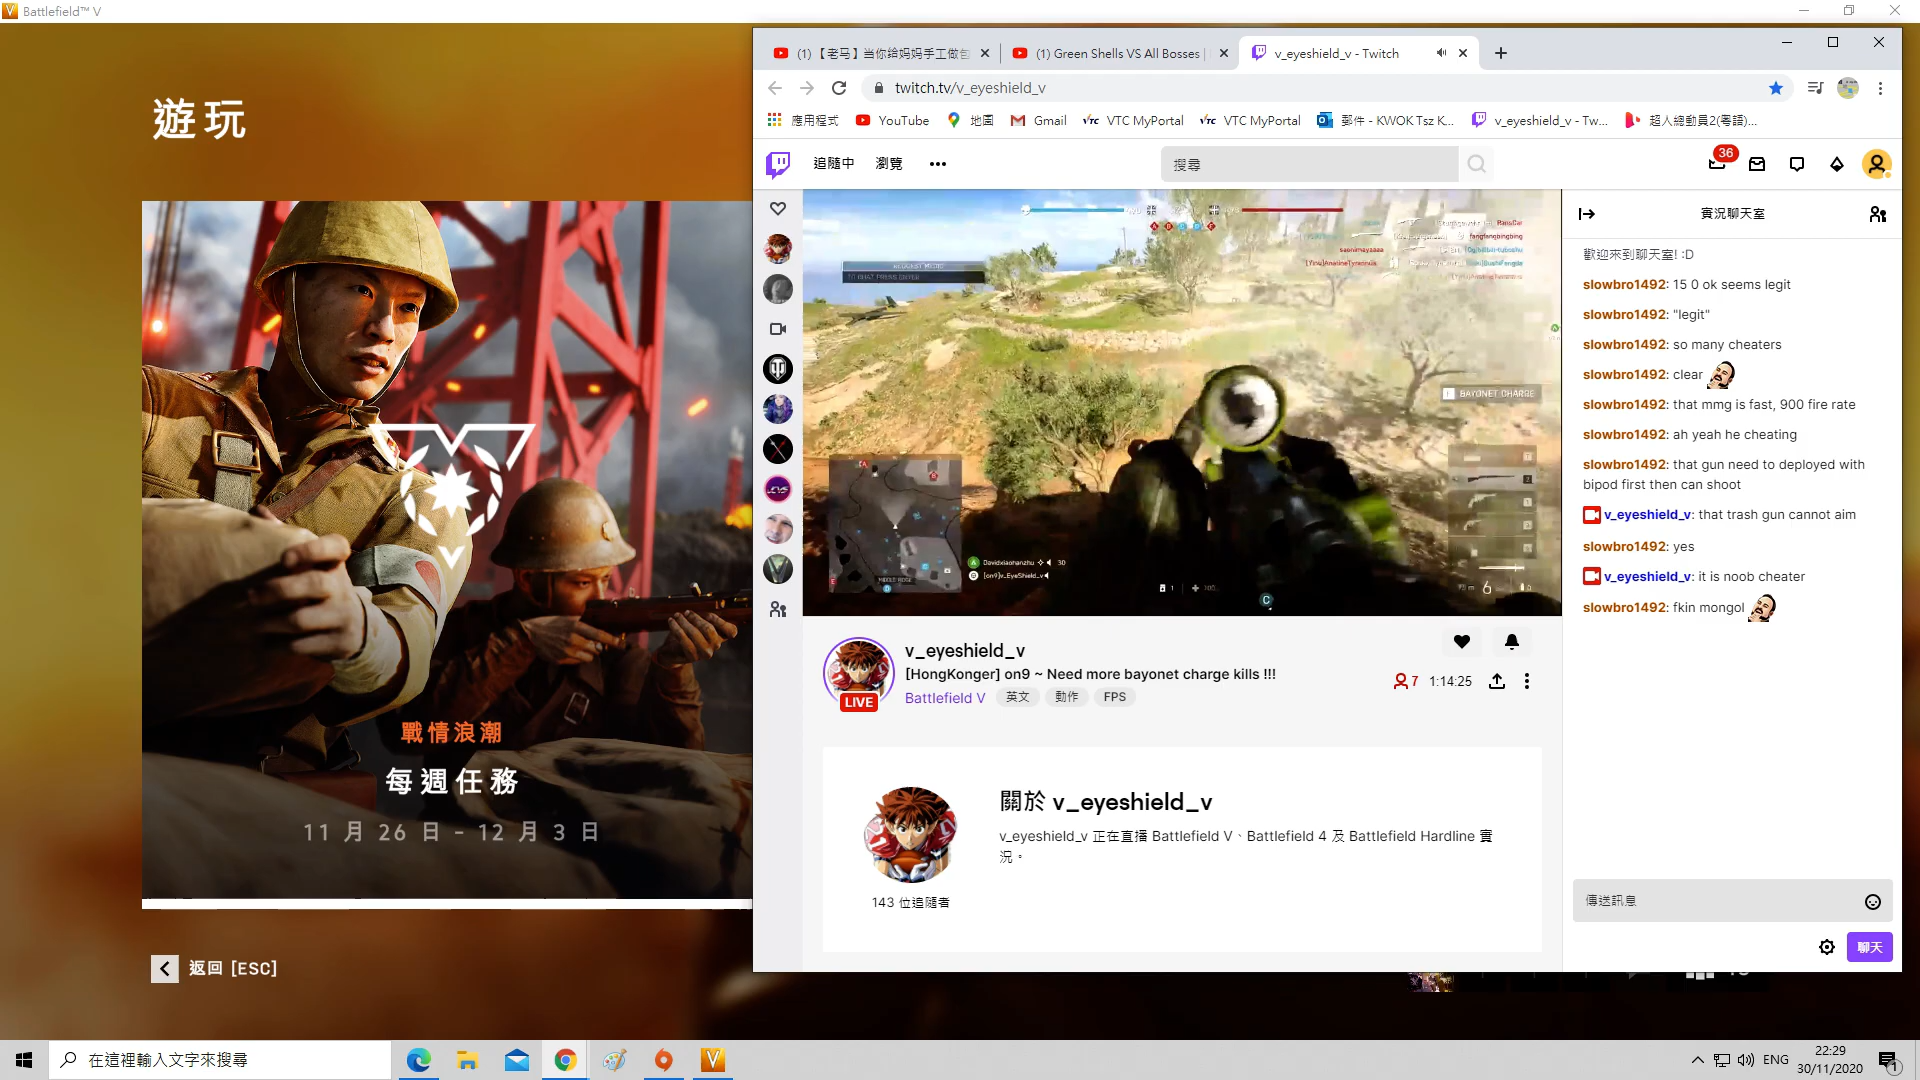 Battlefield™ V
遊玩
戰情浪潮
每週任務
11 月 26 日 - 12 月 3 日
返回 [ESC]
(1) 【老马】当你给妈妈手工做包
(1) Green Shells VS All Bosses |
v_eyeshield_v - Twitch
twitch.tv/v_eyeshield_v
應用程式
YouTube
地圖
Gmail
VTC MyPortal
VTC MyPortal
郵件 - KWOK Tsz K...
v_eyeshield_v - Tw...
超人總動員2(粵語)...
追隨中
瀏覽
搜尋
36
BAYONET CHARGE
MIDDLE RIDGE
Davidxiaohanzhu
30
[on9]v_EyeShield_v
C
v_eyeshield_v
[HongKonger] on9 ~ Need more bayonet charge kills !!!
Battlefield V
英文
動作
FPS
LIVE
7
1:14:25
關於 v_eyeshield_v
v_eyeshield_v 正在直播 Battlefield V、Battlefield 4 及 Battlefield Hardline 實
況。
143 位追隨者
實況聊天室
歡迎來到聊天室! :D
slowbro1492: 15 0 ok seems legit
slowbro1492: "legit"
slowbro1492: so many cheaters
slowbro1492: clear
slowbro1492: that mmg is fast, 900 fire rate
slowbro1492: ah yeah he cheating
slowbro1492: that gun need to deployed with
bipod first then can shoot
v_eyeshield_v: that trash gun cannot aim
slowbro1492: yes
v_eyeshield_v: it is noob cheater
slowbro1492: fkin mongol
傳送訊息
聊天
在這裡輸入文字來搜尋
ENG
22:29
30/11/2020
1